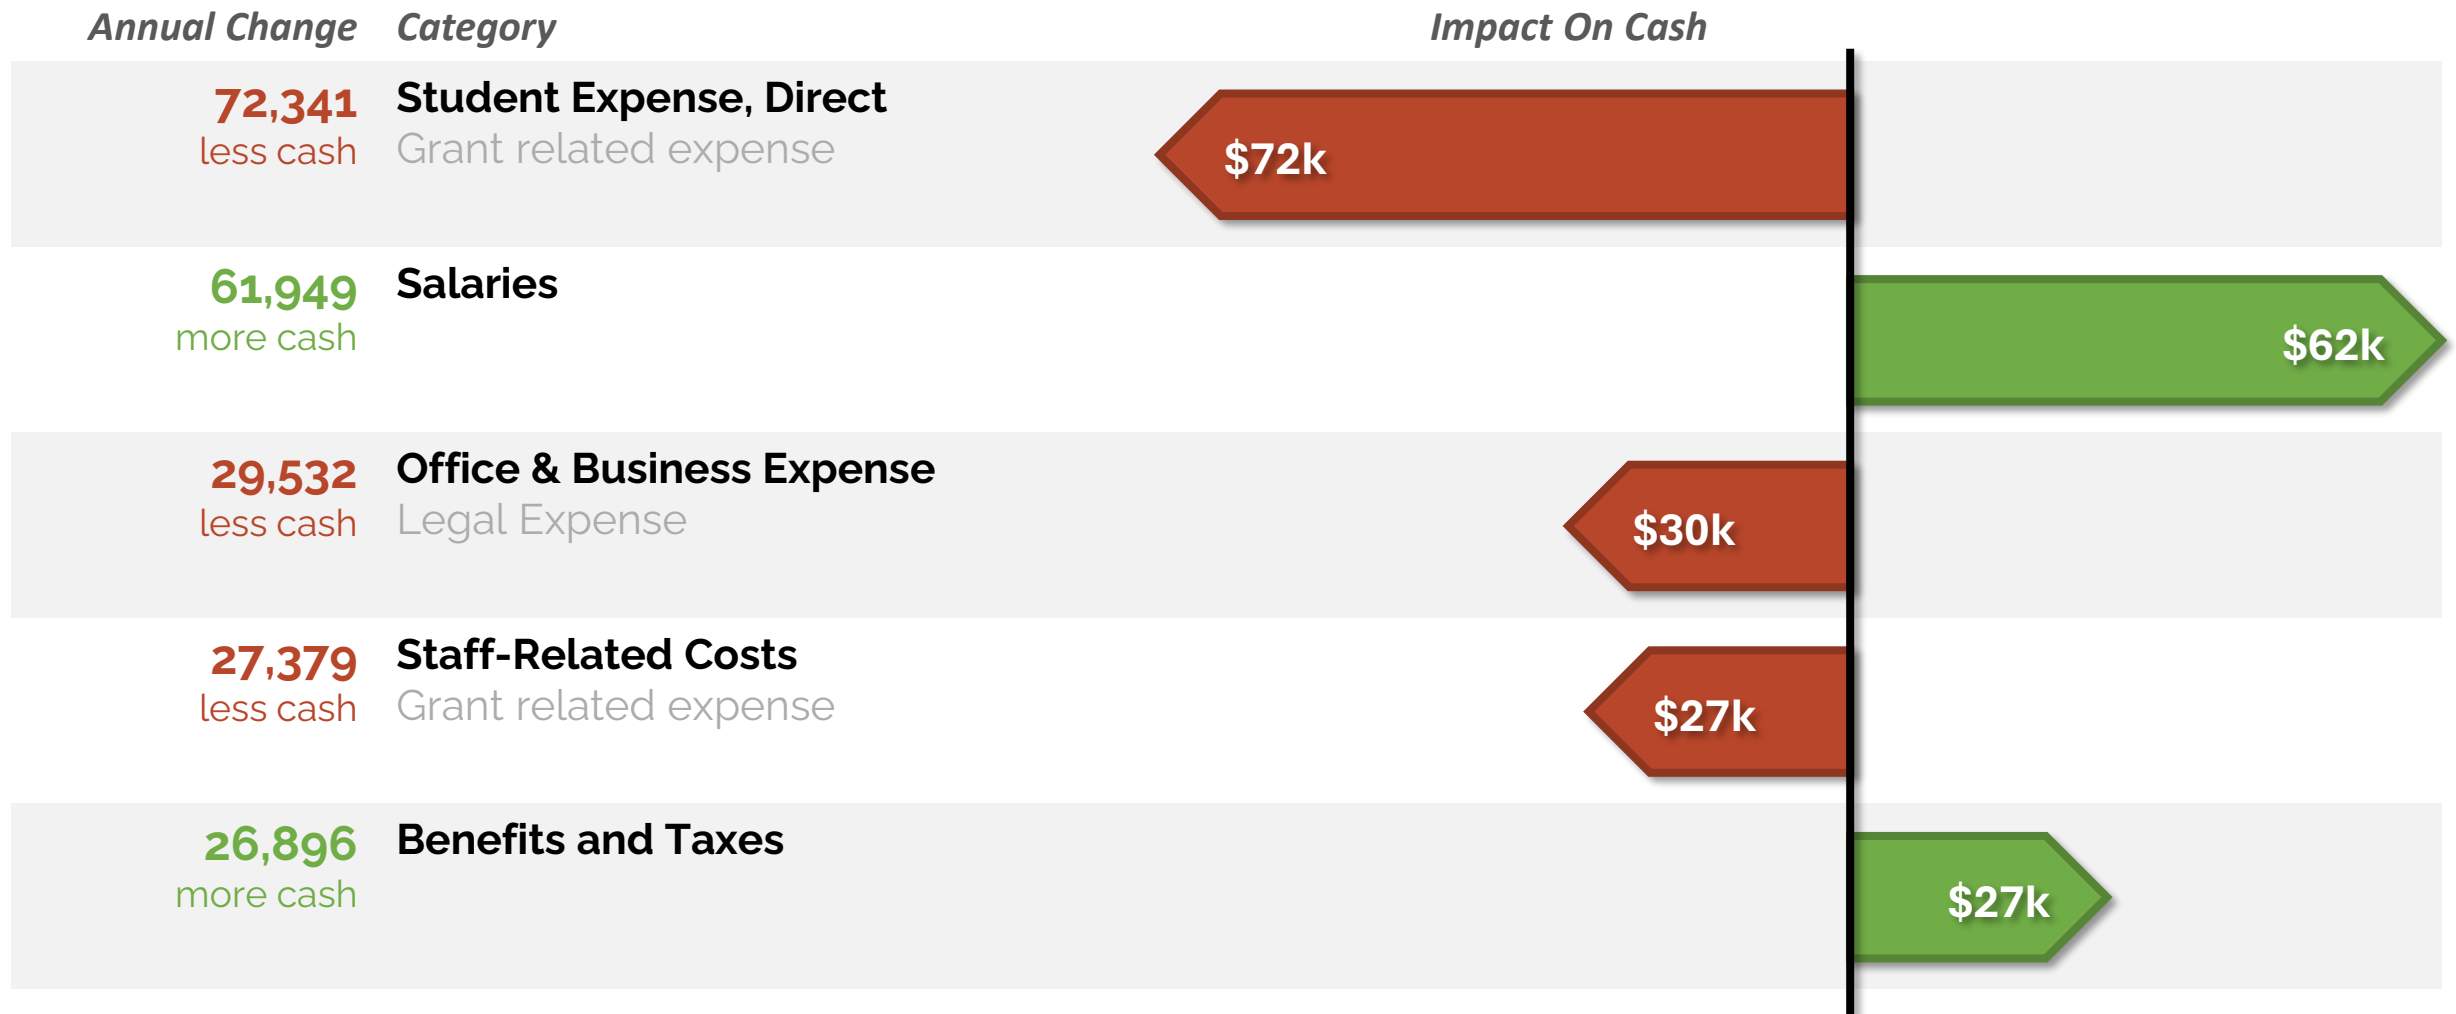 Annual Change Category Impact On Cash
72,341 Student Expense, Direct
less cash Grant related expense
$72k
61,949 Salaries
more cash
$62k
29,532 Office & Business Expense
less cash Legal Expense
$30k
27,379 Staff-Related Costs
less cash Grant related expense
$27k
26,896 Benefits and Taxes
more cash
$27k